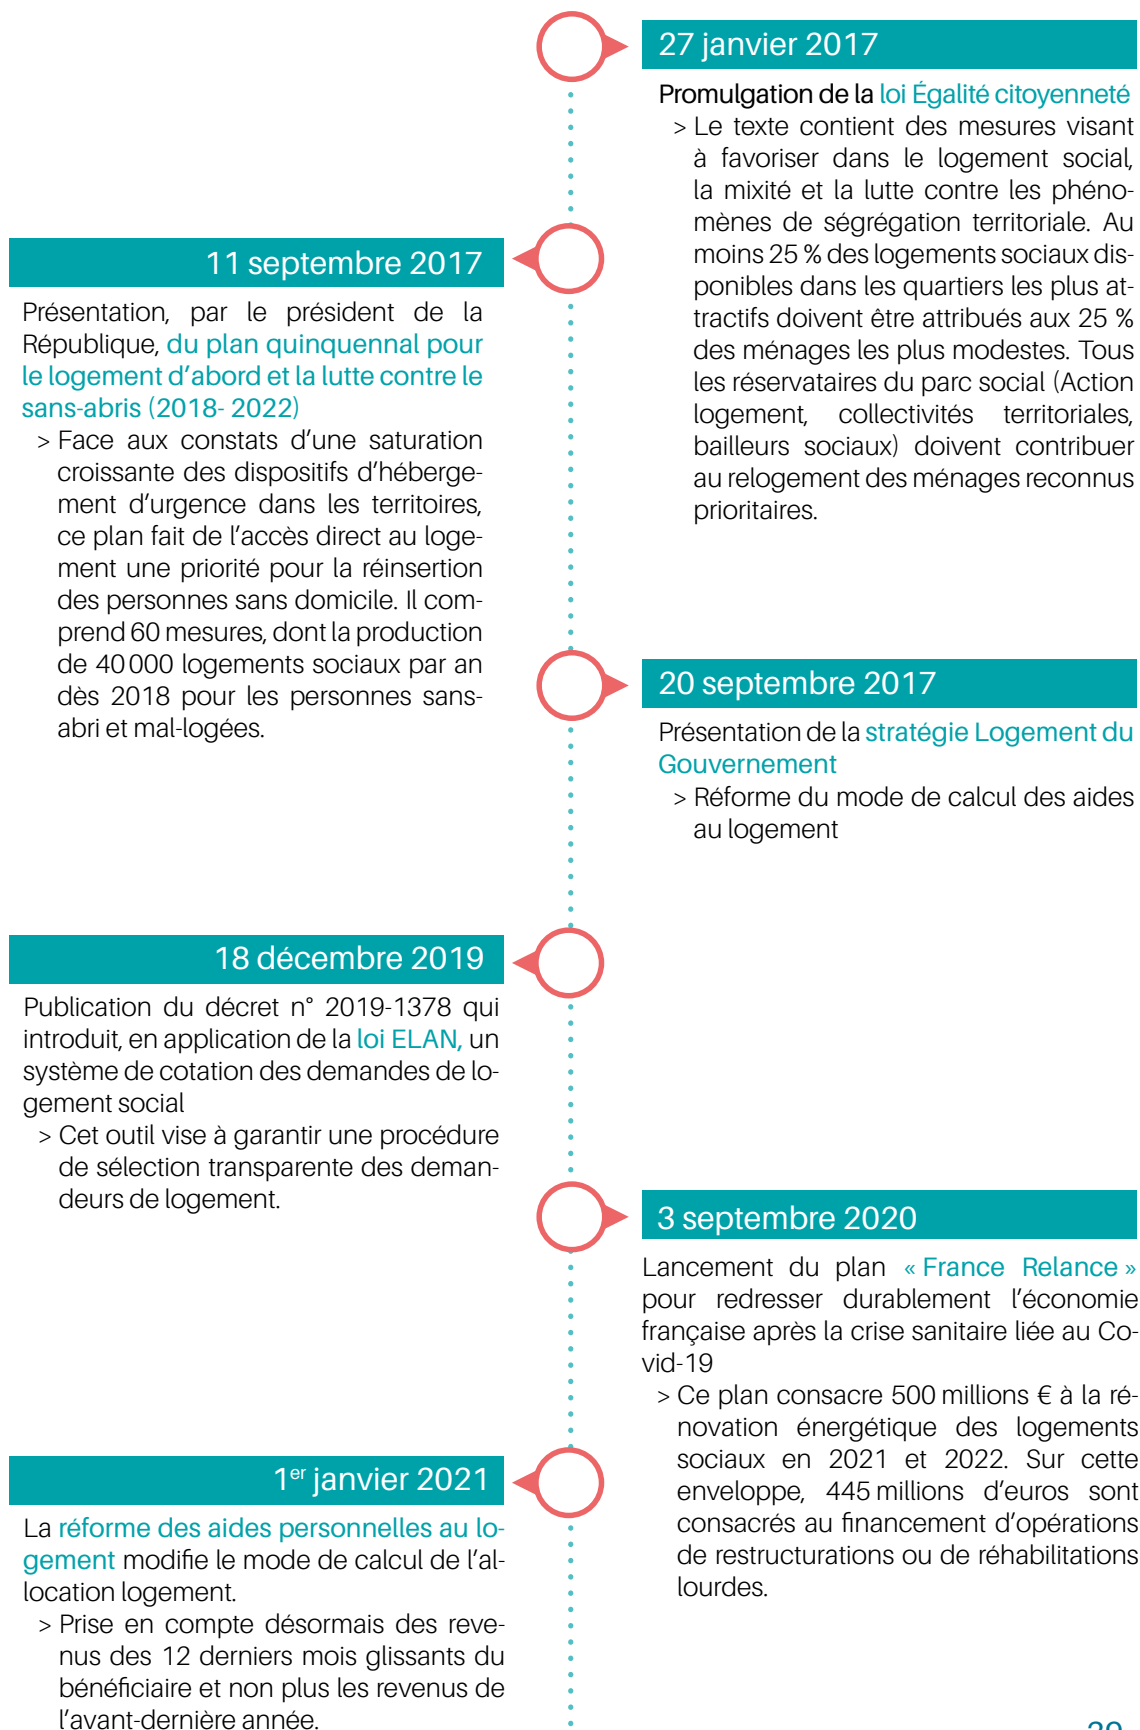 27 janvier 2017
Promulgation de la loi Égalité citoyenneté
> Le texte contient des mesures visant
à favoriser dans le logement social,
la mixité et la lutte contre les phéno-
mènes de ségrégation territoriale. Au
moins 25 % des logements sociaux dis-
ponibles dans les quartiers les plus at-
tractifs doivent être attribués aux 25 %
des ménages les plus modestes. Tous
les réservataires du parc social (Action
logement, collectivités territoriales,
bailleurs sociaux) doivent contribuer
au relogement des ménages reconnus
prioritaires.
11 septembre 2017
Présentation, par le président de la
République, du plan quinquennal pour
le logement d'abord et la lutte contre le
sans-abris (2018- 2022)
> Face aux constats d'une saturation
croissante des dispositifs d'héberge-
ment d'urgence dans les territoires,
ce plan fait de l'accès direct au loge-
ment une priorité pour la réinsertion
des personnes sans domicile. Il com-
prend 60 mesures, dont la production
de 40 000 logements sociaux par an
dès 2018 pour les personnes sans-
abri et mal-logées.
20 septembre 2017
Présentation de la stratégie Logement du
Gouvernement
> Réforme du mode de calcul des aides
au logement
18 décembre 2019
Publication du décret n° 2019-1378 qui
introduit, en application de la loi ELAN, un
système de cotation des demandes de lo-
gement social
> Cet outil vise à garantir une procédure
de sélection transparente des deman-
deurs de logement.
3 septembre 2020
Lancement du plan « France Relance »
pour redresser durablement l'économie
française après la crise sanitaire liée au Co-
vid-19
> Ce plan consacre 500 millions € à la ré-
novation énergétique des logements
sociaux en 2021 et 2022. Sur cette
enveloppe, 445 millions d'euros sont
consacrés au financement d'opérations
de restructurations ou de réhabilitations
lourdes.
1er janvier 2021
La réforme des aides personnelles au lo-
gement modifie le mode de calcul de l'al-
location logement.
> Prise en compte désormais des reve-
nus des 12 derniers mois glissants du
bénéficiaire et non plus les revenus de
l'avant-dernière année.